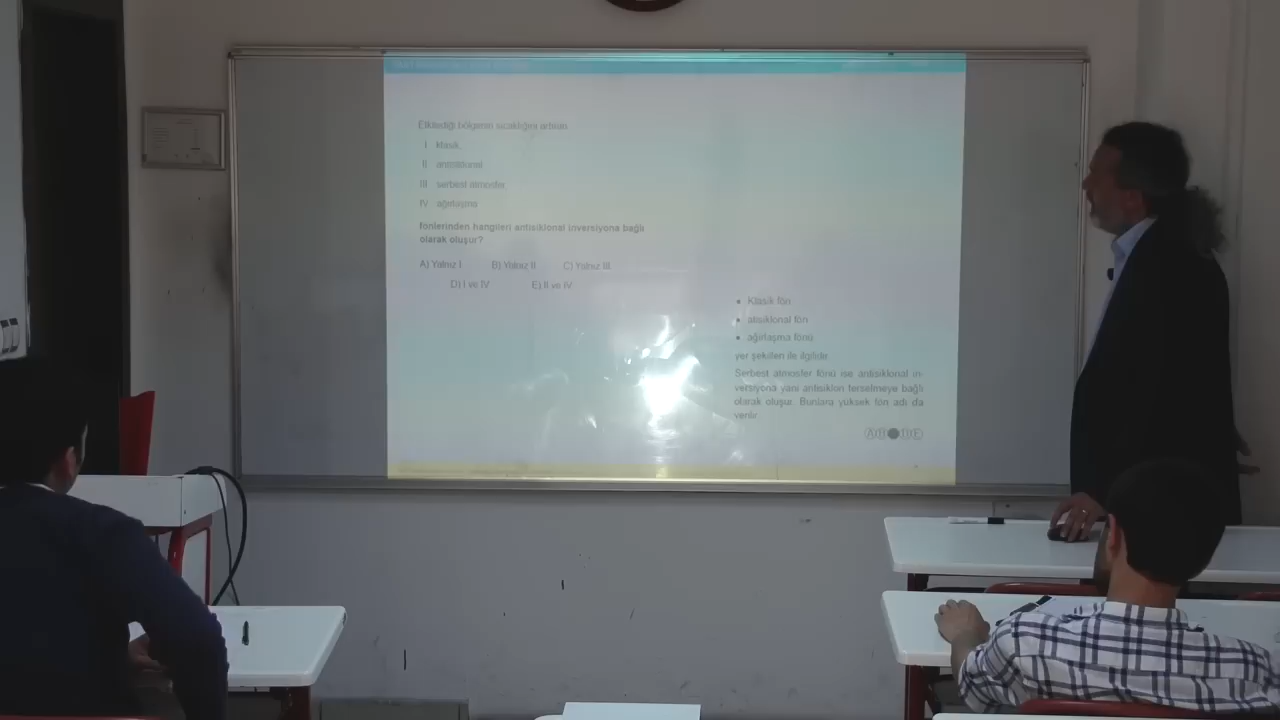 Etkilediği bölgenin sıcaklığını artıran
I klasik,
II antisiklonal
III serbest atmosfer,
IV ağırlaşma
fönlerinden hangileri antisiklonal inversiyona bağlı
olarak oluşur?
A) Yalnız I B) Yalnız II C) Yalnız III
D) I ve IV E) II ve IV
• Klasik fön
• atisiklonal fön
• ağırlaşma fönü
yer şekilleri ile ilgilidir.
Serbest atmosfer fönü ise antisiklonal in-
versiyona yani antisiklon terselmeye bağlı
olarak oluşur. Bunlara yüksek fön adı da
verilir.
A B D E